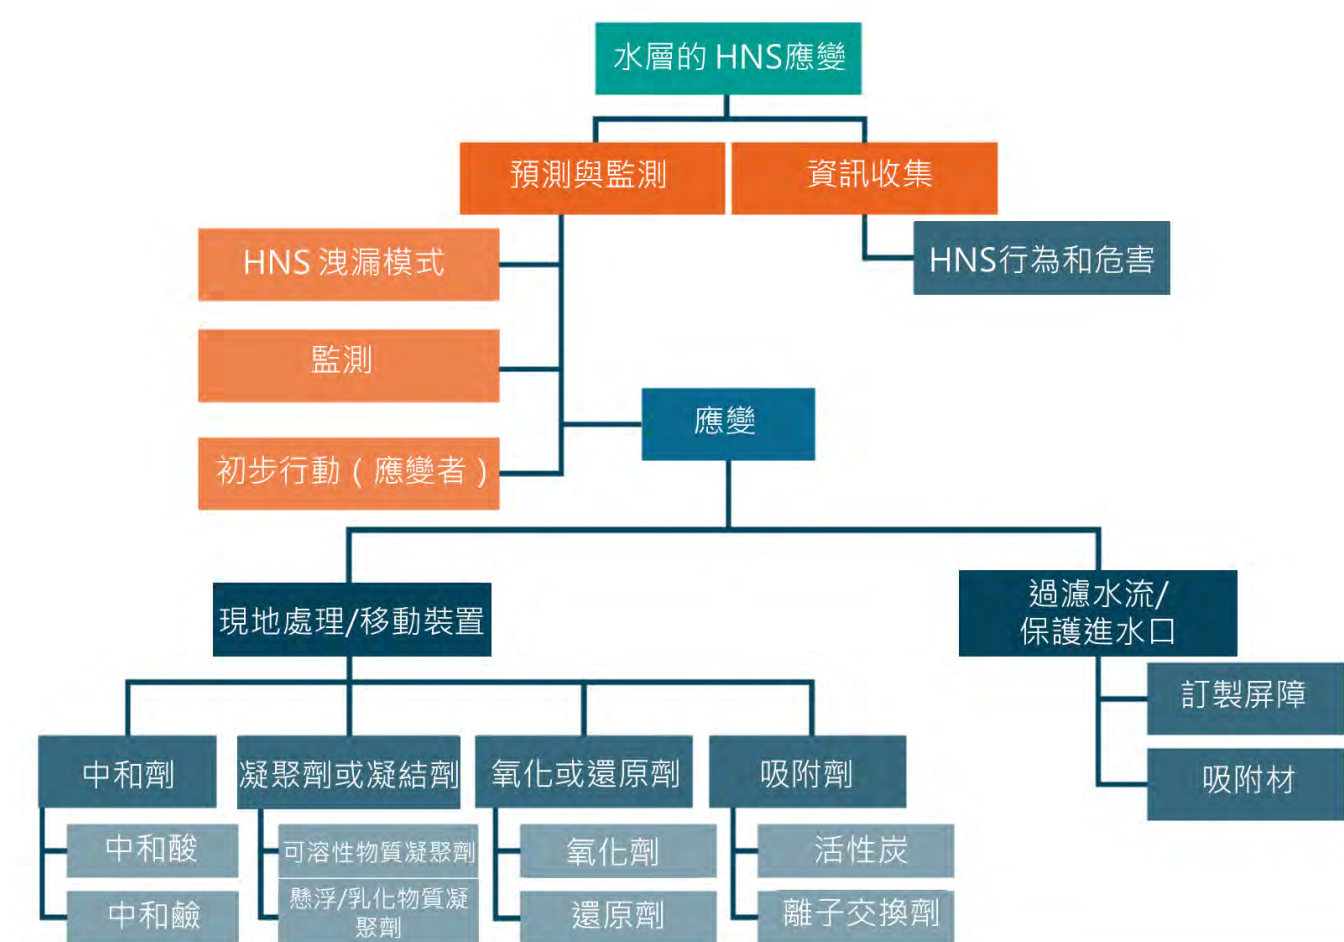 水層的 HNS應變
預測與監測
資訊收集
HNS 洩漏模式
HNS行為和危害
監測
應變
初步行動（應變者）
現地處理/移動裝置
過濾水流/
保護進水口
訂製屏障
吸附材
中和劑
凝聚劑或凝結劑
氧化或還原劑
吸附劑
中和酸
可溶性物質凝聚劑
氧化劑
活性炭
中和鹼
懸浮/乳化物質凝
聚劑
還原劑
離子交換劑